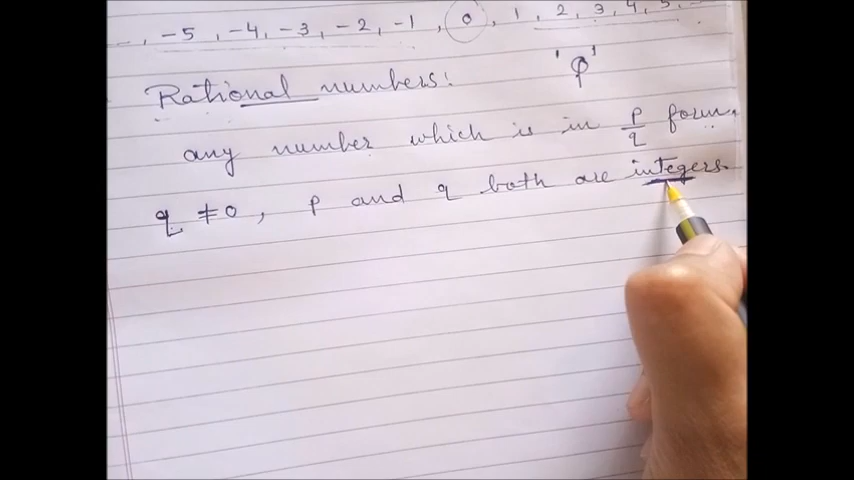 , -5, -4, -3, -2, -1, 0, 1, 2, 3, 4, 5, --
Rational numbers: 'φ'
any number which is in p/q form.
q ≠ 0, p and q both are integers.